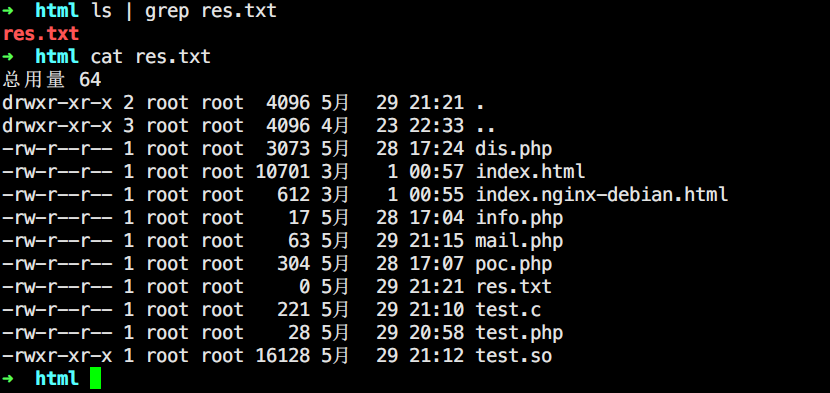 ➜ html ls | grep res.txt
res.txt
➜ html cat res.txt
总用量 64
drwxr-xr-x 2 root root  4096 5月  29 21:21 .
drwxr-xr-x 3 root root  4096 4月  23 22:33 ..
-rw-r--r-- 1 root root  3073 5月  28 17:24 dis.php
-rw-r--r-- 1 root root 10701 3月   1 00:57 index.html
-rw-r--r-- 1 root root   612 3月   1 00:55 index.nginx-debian.html
-rw-r--r-- 1 root root    17 5月  28 17:04 info.php
-rw-r--r-- 1 root root    63 5月  29 21:15 mail.php
-rw-r--r-- 1 root root   304 5月  28 17:07 poc.php
-rw-r--r-- 1 root root     0 5月  29 21:21 res.txt
-rw-r--r-- 1 root root   221 5月  29 21:10 test.c
-rw-r--r-- 1 root root    28 5月  29 20:58 test.php
-rwxr-xr-x 1 root root 16128 5月  29 21:12 test.so
➜ html